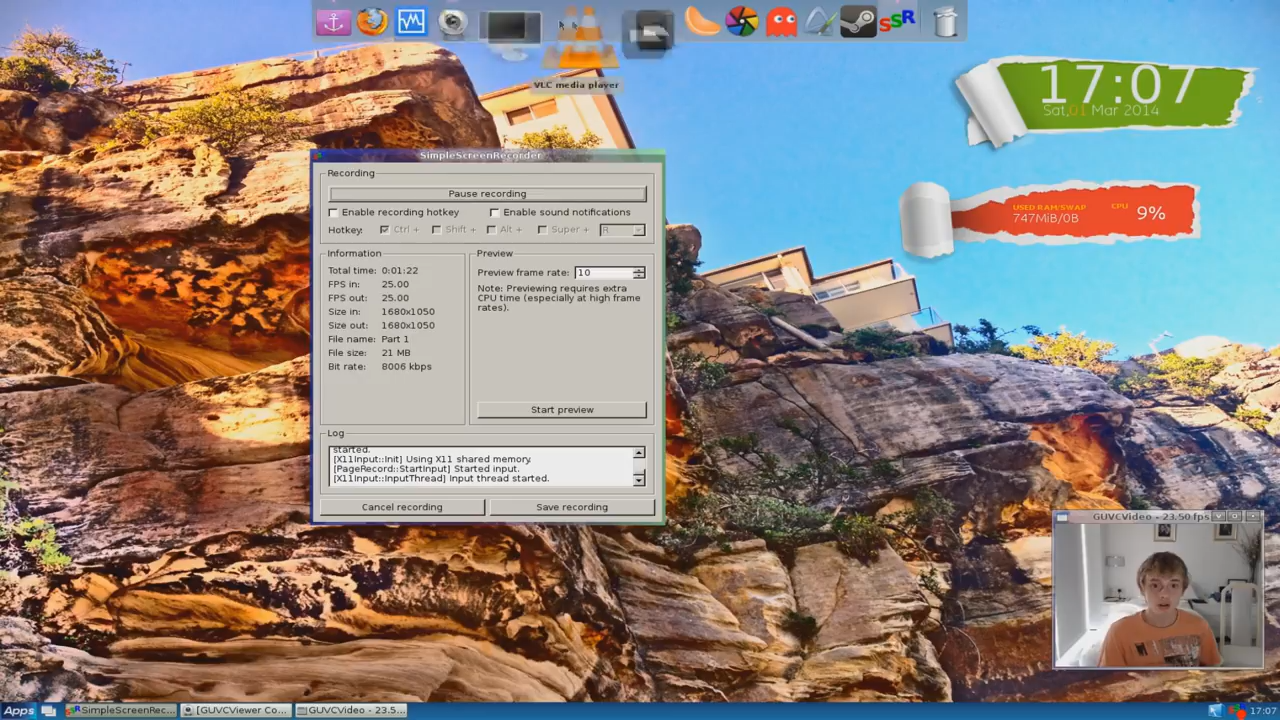 SSR
VLC media player
17:07
Sat,01 Mar 2014
USED RAM/SWAP
747MiB/0B
CPU
9%
SimpleScreenRecorder
Recording
Pause recording
Enable recording hotkey
Enable sound notifications
Hotkey:
Ctrl +
Shift +
Alt +
Super +
R
Information
Total time: 0:01:22
FPS in: 25.00
FPS out: 25.00
Size in: 1680x1050
Size out: 1680x1050
File name: Part 1
File size: 21 MB
Bit rate: 8006 kbps
Preview
Preview frame rate: 10
Note: Previewing requires extra
CPU time (especially at high frame
rates).
Start preview
Log
started.
[X11Input::Init] Using X11 shared memory.
[PageRecord::StartInput] Started input.
[X11Input::InputThread] Input thread started.
Cancel recording
Save recording
GUVCVideo - 23.50 fps
Apps
SimpleScreenRec...
[GUVCViewer Co...
GUVCVideo - 23.5...
17:07